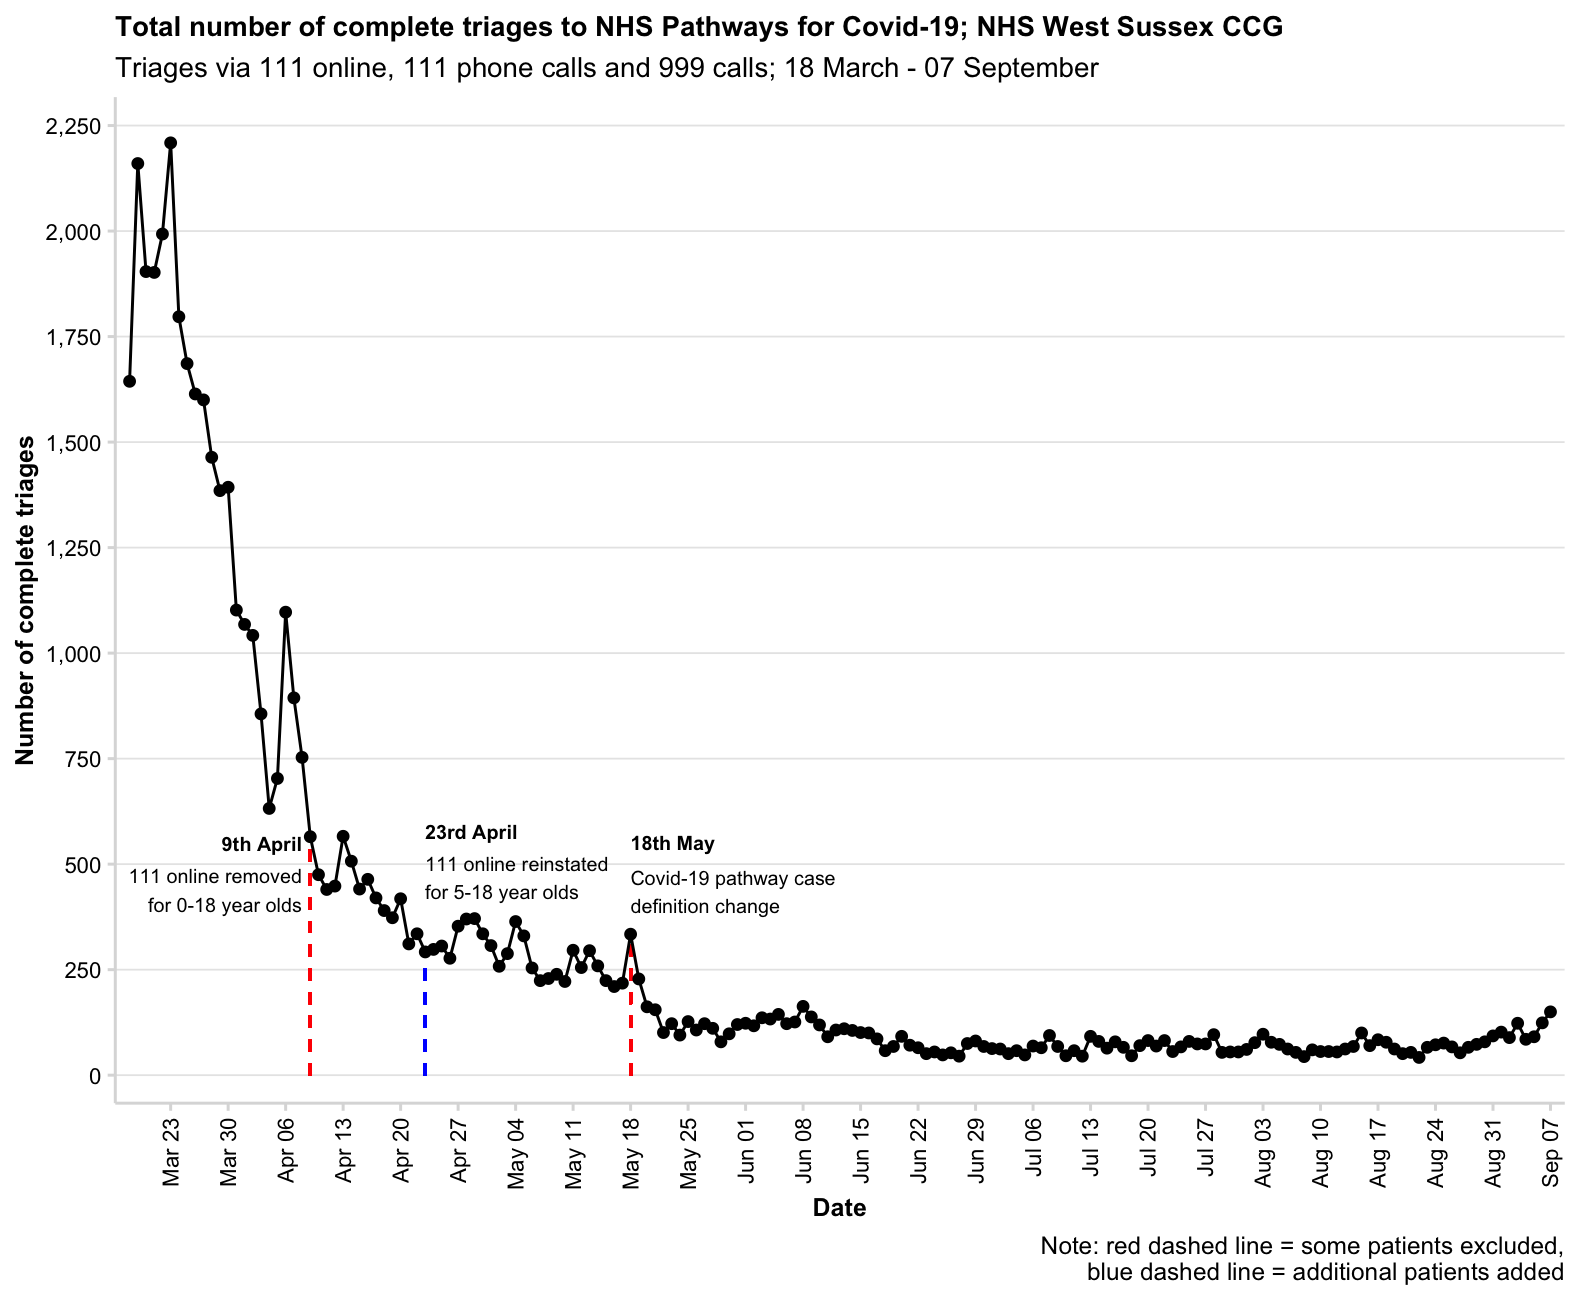 Total number of complete triages to NHS Pathways for Covid-19; NHS West Sussex CCG
Triages via 111 online, 111 phone calls and 999 calls; 18 March - 07 September
Number of complete triages
2,250
2,000
1,750
1,500
1,250
1,000
750
500
250
0
9th April
111 online removed
for 0-18 year olds
23rd April
111 online reinstated
for 5-18 year olds
18th May
Covid-19 pathway case
definition change
Mar 23
Mar 30
Apr 06
Apr 13
Apr 20
Apr 27
May 04
May 11
May 18
May 25
Jun 01
Jun 08
Jun 15
Jun 22
Jun 29
Jul 06
Jul 13
Jul 20
Jul 27
Aug 03
Aug 10
Aug 17
Aug 24
Aug 31
Sep 07
Date
Note: red dashed line = some patients excluded,
blue dashed line = additional patients added